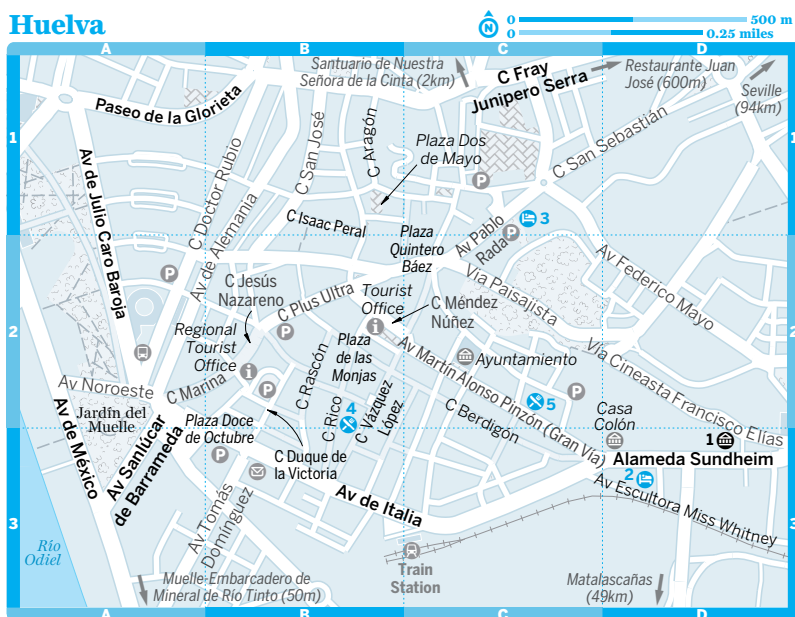 Huelva
N
0 500 m
0 0.25 miles
A B C D
1 1
2 2
3 3
Santuario de Nuestra
Señora de la Cinta (2km)
C Fray
Junipero Serra
Restaurante Juan
José (600m)
Seville
(94km)
Paseo de la Glorieta
C San José
C Aragón
Plaza Dos
de Mayo
C San Sebastián
Av de Julio Caro Baroja
C Doctor Rubio
Av de Alemania
C Isaac Peral
Plaza
Quintero
Báez
Av Pablo
Rada
P
P
3
Av Federico Mayo
Vía Paisajista
P
C Jesús
Nazareno
C Plus Ultra
Tourist
Office
C Méndez
Núñez
Regional
Tourist
Office
P
i
Plaza
de las
Monjas
Ayuntamiento
Vía Cineasta Francisco Elías
Av Noroeste
C Marina
i
P
C Rascón
Av Martín Alonso Pinzón (Gran Vía)
5
P
Jardín del
Muelle
Plaza Doce
de Octubre
C Rico
4
C Vázquez
López
C Berdigón
Casa
Colón
1
Av de México
Av Sanlúcar
de Barrameda
P
C Duque de
la Victoria
Alameda Sundheim
2
Av Escultora Miss Whitney
Av de Italia
Av Tomás
Domínguez
Río
Odiel
Train
Station
Muelle-Embarcadero de
Mineral de Río Tinto (50m)
Matalascañas
(49km)
A B C D